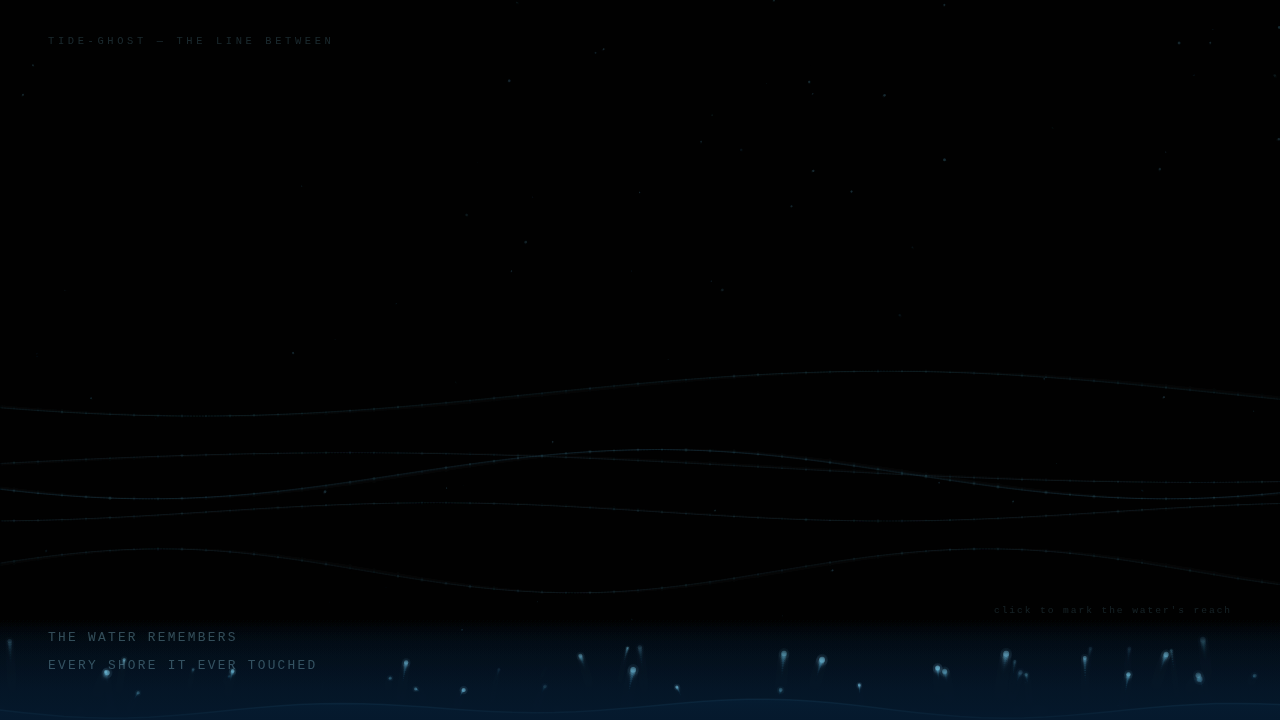 TIDE-GHOST — THE LINE BETWEEN
click to mark the water's reach
THE WATER REMEMBERS
EVERY SHORE IT EVER TOUCHED